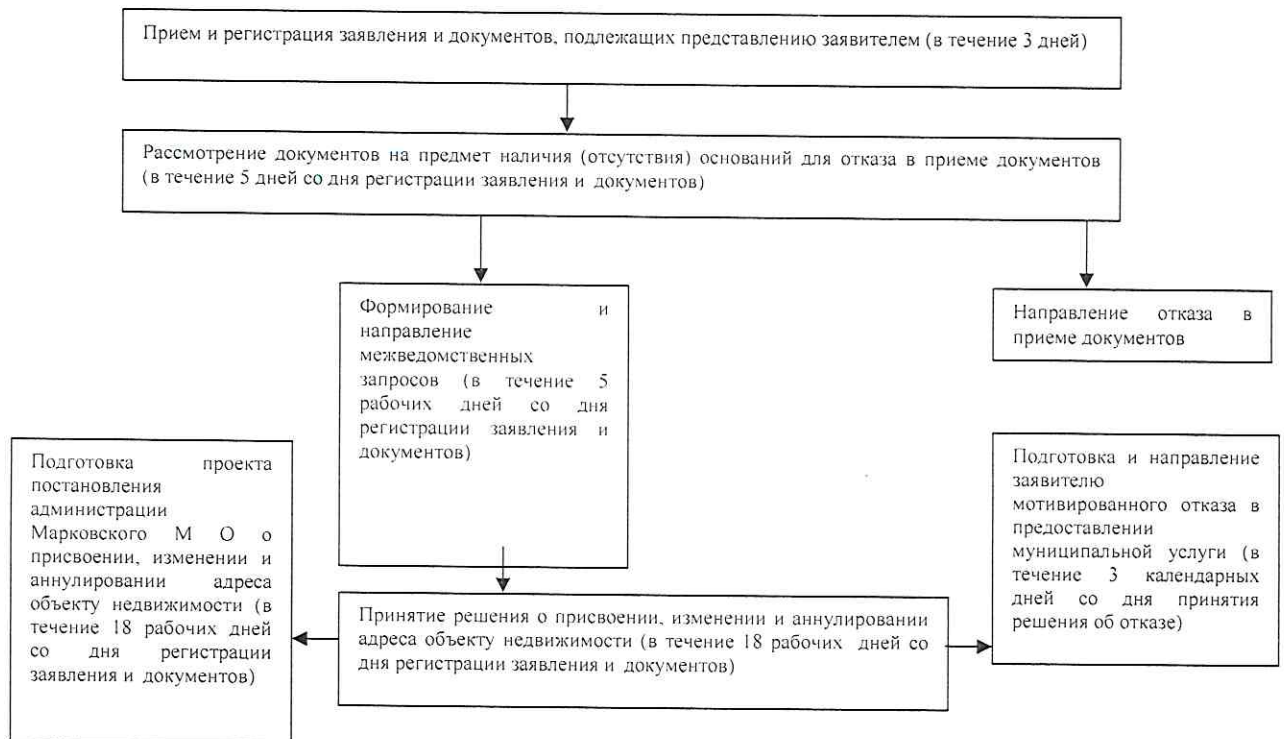 Прием и регистрация заявления и документов, подлежащих представлению заявителем (в течение 3 дней)
Рассмотрение документов на предмет наличия (отсутствия) оснований для отказа в приеме документов
(в течение 5 дней со дня регистрации заявления и документов)
Формирование и
направление
межведомственных
запросов (в течение 5
рабочих дней со дня
регистрации заявления и
документов)
Направление отказа в
приеме документов
Подготовка проекта
постановления
администрации
Марковского М О о
присвоении, изменении и
аннулировании адреса
объекту недвижимости (в
течение 18 рабочих дней
со дня регистрации
заявления и документов)
Принятие решения о присвоении, изменении и аннулировании
адреса объекту недвижимости (в течение 18 рабочих дней со
дня регистрации заявления и документов)
Подготовка и направление
заявителю
мотивированного отказа в
предоставлении
муниципальной услуги (в
течение 3 календарных
дней со дня принятия
решения об отказе)